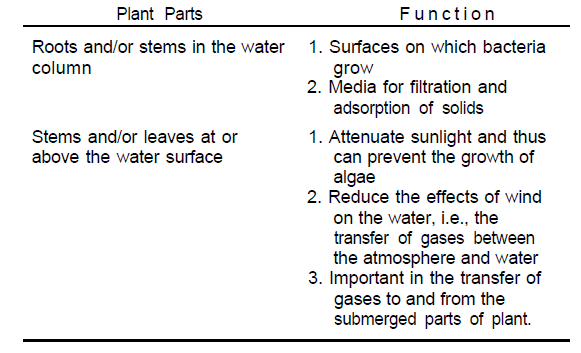 Plant Parts Function
Roots and/or stems in the water column
1. Surfaces on which bacteria grow
2. Media for filtration and adsorption of solids
Stems and/or leaves at or above the water surface
1. Attenuate sunlight and thus can prevent the growth of algae
2. Reduce the effects of wind on the water, i.e., the transfer of gases between the atmosphere and water
3. Important in the transfer of gases to and from the submerged parts of plant.